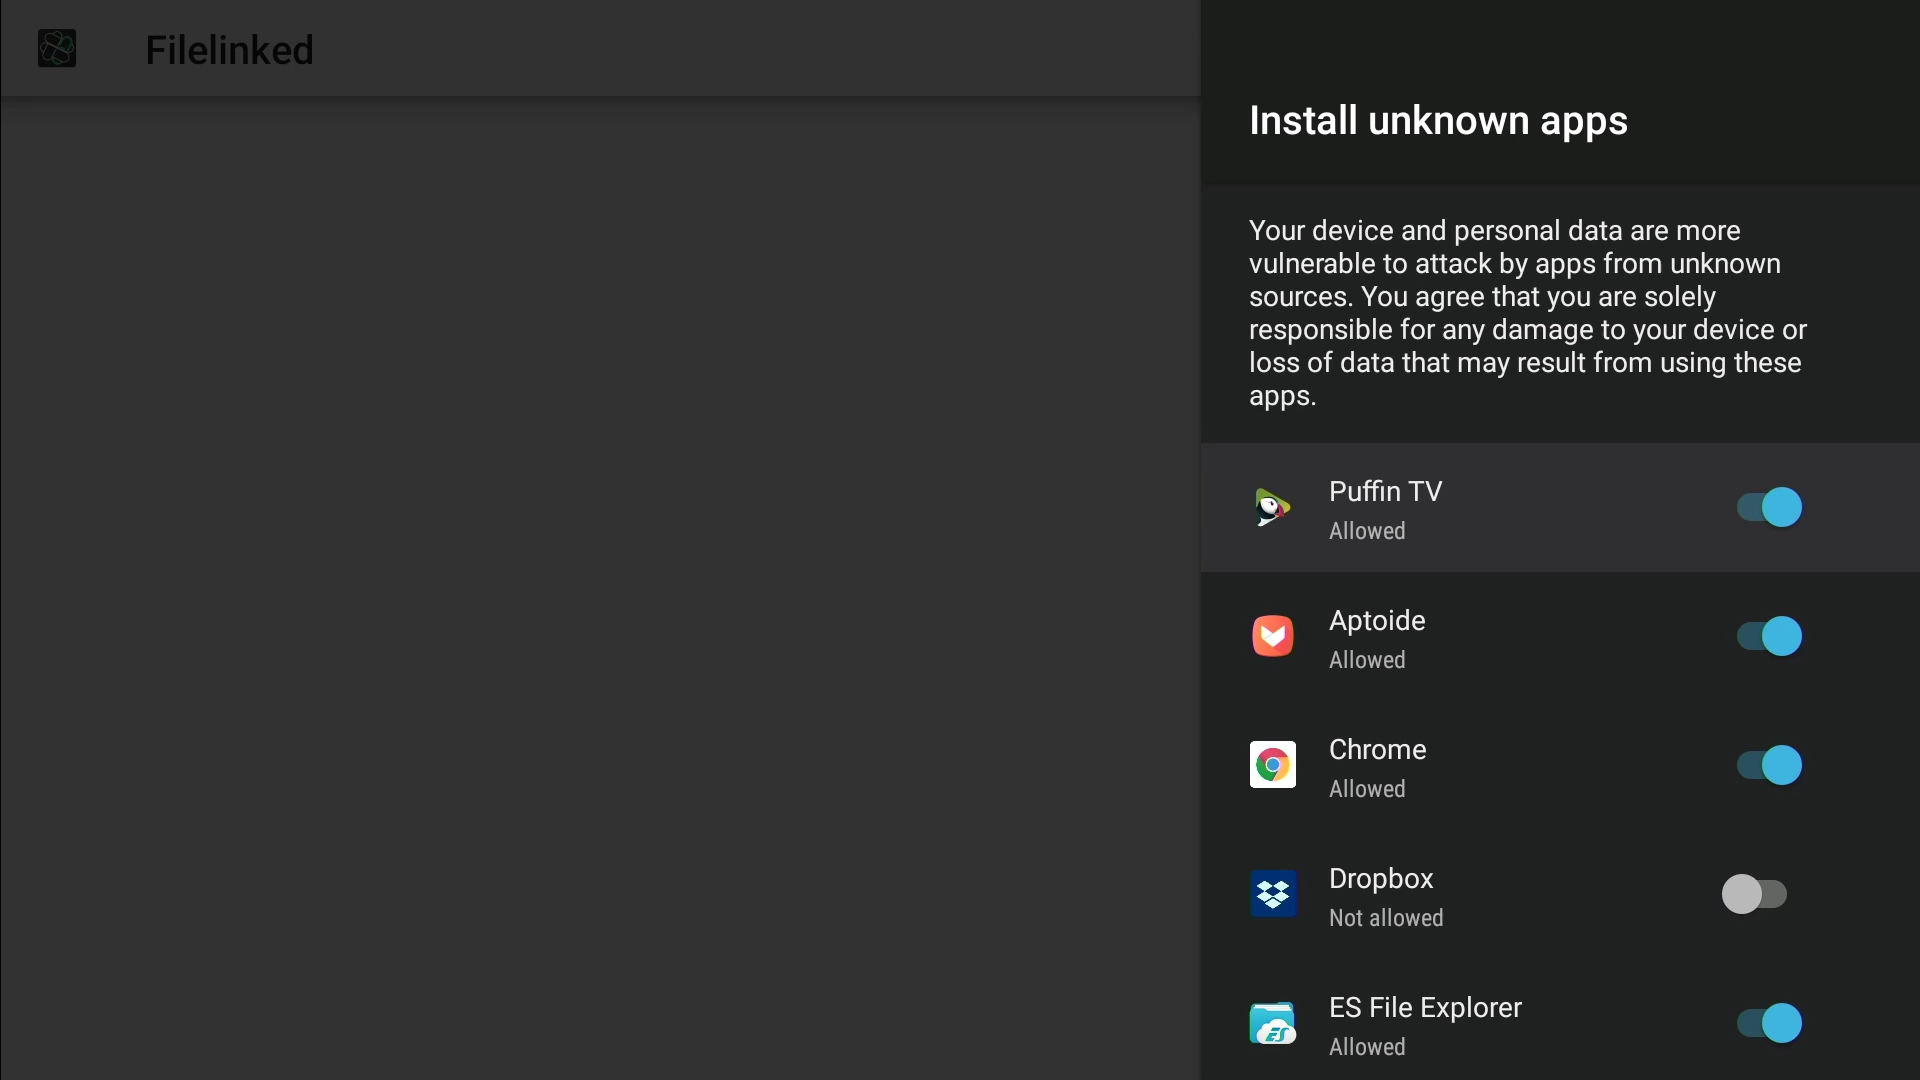 Filelinked
Install unknown apps
Your device and personal data are more
vulnerable to attack by apps from unknown
sources. You agree that you are solely
responsible for any damage to your device or
loss of data that may result from using these
apps.
Puffin TV
Allowed
Aptoide
Allowed
Chrome
Allowed
Dropbox
Not allowed
ES File Explorer
Allowed